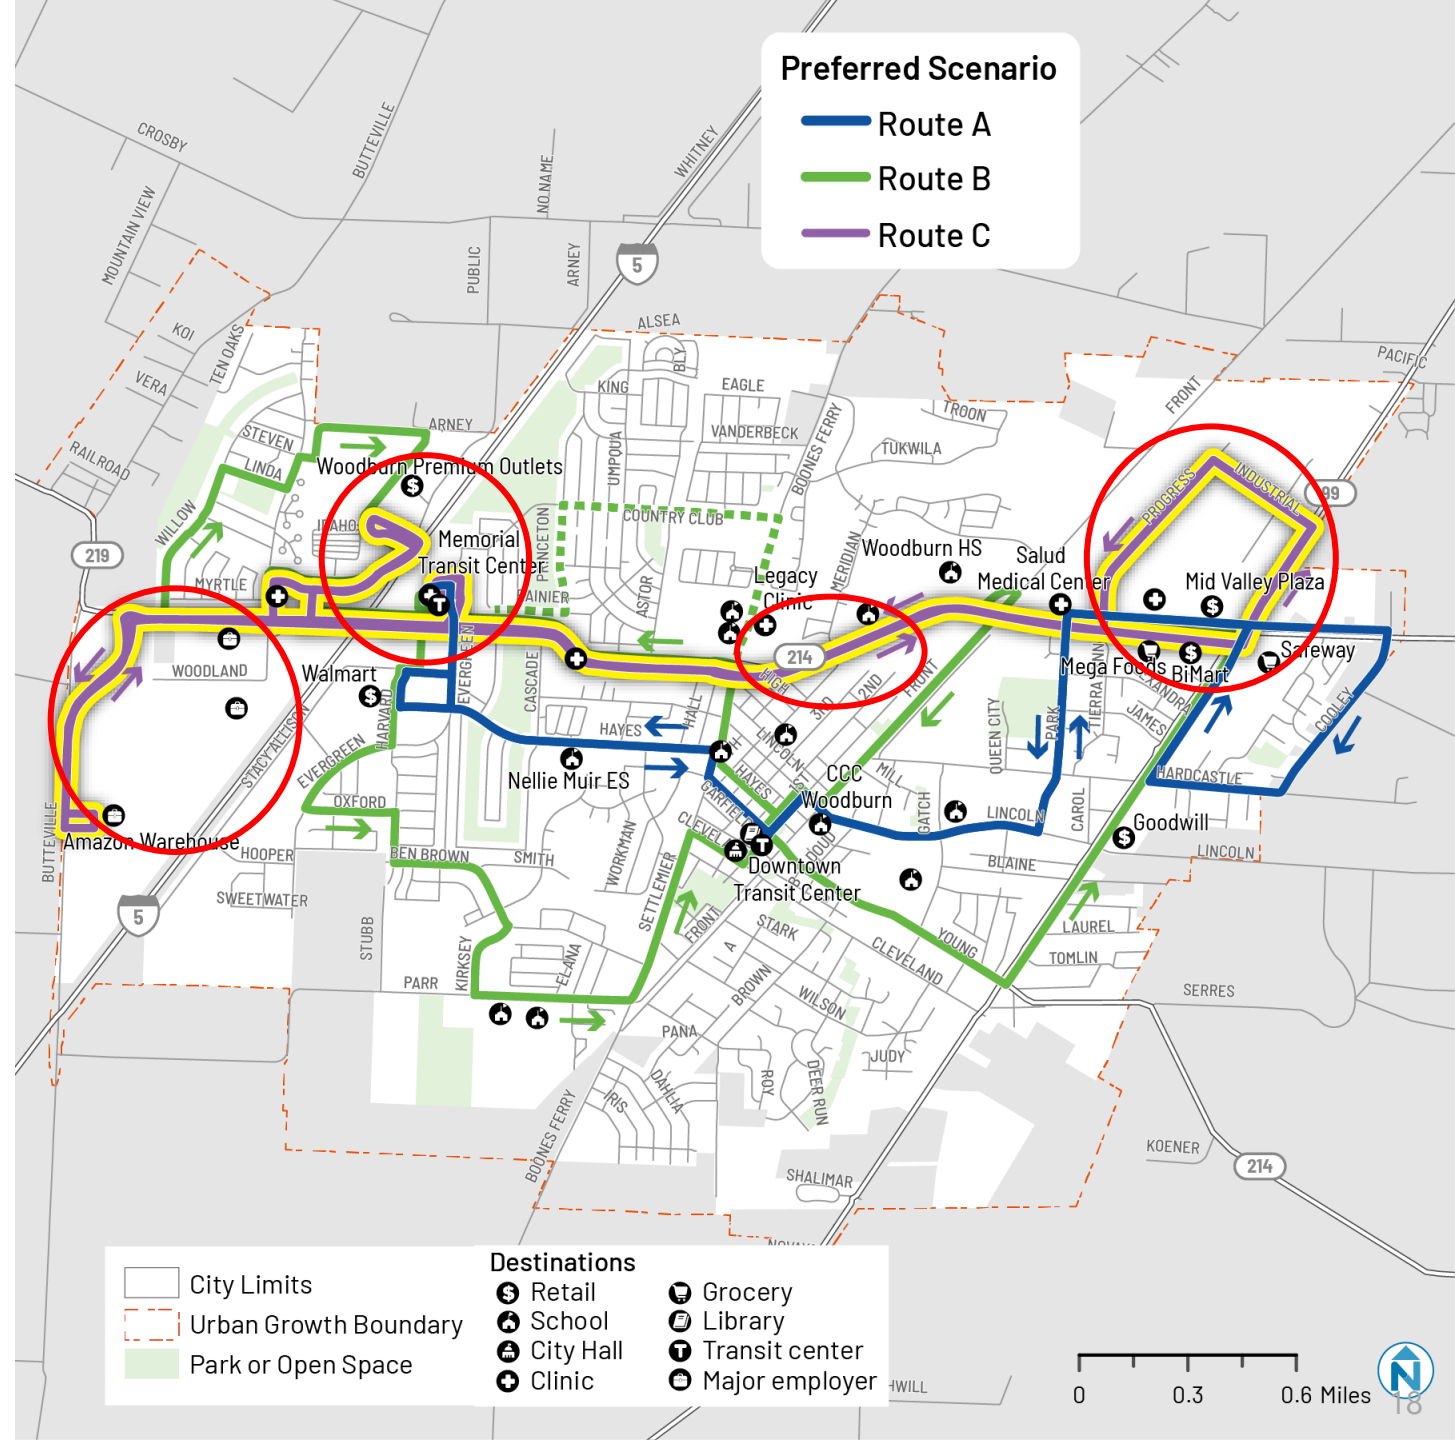 Preferred Scenario
Route A
Route B
Route C
CROSBY
BUTTEVILLE
MOUNTAIN VIEW
NO NAME
WHITNEY
PUBLIC
ARNEY
5
KOI
TEN OAKS
VERA
RAILROAD
219
ALSEA
BLY
KING
EAGLE
UMPQUA
VANDERBECK
BOONES FERRY
TROON
TUKWILA
FRONT
PACIFIC
ARNEY
STEVEN
LINDA
WILLOW
Woodburn Premium Outlets
IDAHO
MYRTLE
Memorial
Transit Center
PRINCETON
COUNTRY CLUB
RAINIER
ASTOR
Legacy
Clinic
MERIDIAN
Woodburn HS
Salud
Medical Center
PROGRESS
INDUSTRIAL
99
Mid Valley Plaza
WOODLAND
Walmart
HARVARD
EVERGREEN
CASCADE
214
HIGH
2ND
3RD
FRONT
Mega Foods
BiMart
Safeway
STACY ALLISON
EVERGREEN
HAYES
HALL
LINCOLN
HAYES
1ST
Nellie Muir ES
GARFIELD
CCC
Woodburn
MILL
GATCH
QUEEN CITY
PARK
TIERRA LYNN
JAMES
COOLEY
HARDCASTLE
LINCOLN
CAROL
Goodwill
LINCOLN
BUTTEVILLE
Amazon Warehouse
OXFORD
HOOPER
BEN BROWN
SMITH
WORKMAN
SETTLEMIER
Downtown
Transit Center
BLAINE
SWEETWATER
5
STUBB
PARR
KIRKSEY
ELANA
FRONT
A
STARK
BROWN
WILSON
CLEVELAND
YOUNG
LAUREL
TOMLIN
SERRES
PANA
JUDY
ROY
DEER RUN
DAHLIA
IRIS
BOONES FERRY
SHALIMAR
KOENER
214
City Limits
Urban Growth Boundary
Park or Open Space
Destinations
Retail
School
City Hall
Clinic
Grocery
Library
Transit center
Major employer
0
0.3
0.6 Miles
N
18